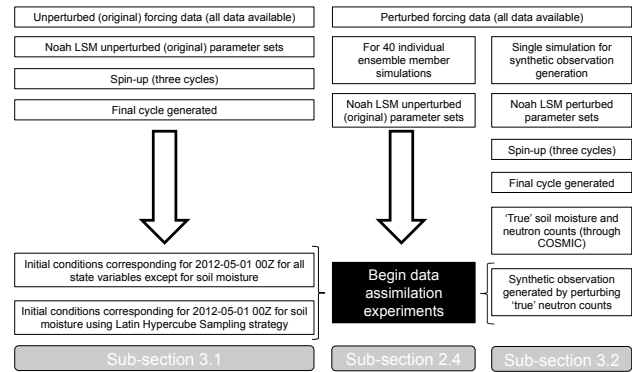 Unperturbed (original) forcing data (all data available)
Noah LSM unperturbed (original) parameter sets
Spin-up (three cycles)
Final cycle generated
Initial conditions corresponding for 2012-05-01 00Z for all
state variables except for soil moisture
Initial conditions corresponding for 2012-05-01 00Z for soil
moisture using Latin Hypercube Sampling strategy
Sub-section 3.1
Perturbed forcing data (all data available)
For 40 individual
ensemble member
simulations
Noah LSM unperturbed
(original) parameter sets
Begin data
assimilation
experiments
Sub-section 2.4
Single simulation for
synthetic observation
generation
Noah LSM perturbed
parameter sets
Spin-up (three cycles)
Final cycle generated
‘True’ soil moisture and
neutron counts (through
COSMIC)
Synthetic observation
generated by perturbing
‘true’ neutron counts
Sub-section 3.2